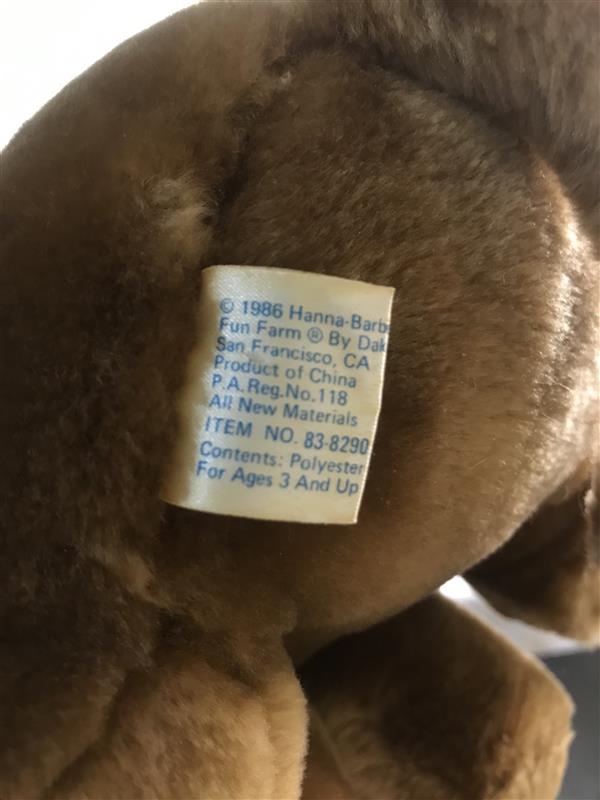 © 1986 Hanna-Barb
Fun Farm ® By Dak
San Francisco, CA
Product of China
P.A. Reg. No. 118
All New Materials
ITEM NO. 83-8290
Contents: Polyester
For Ages 3 And Up